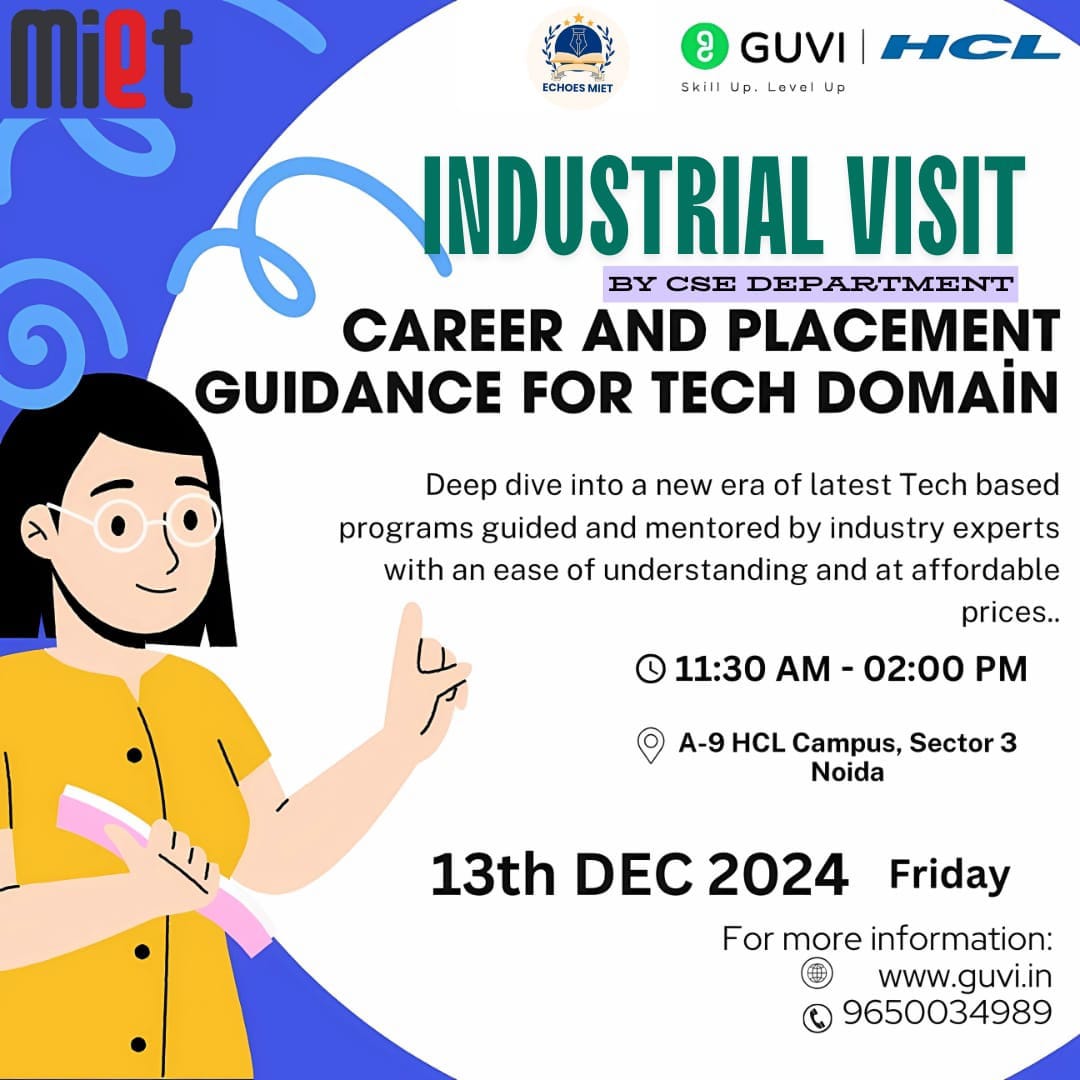 miet
ECHOES MIET
GUVI | HCL
Skill Up. Level Up
INDUSTRIAL VISIT
BY CSE DEPARTMENT
CAREER AND PLACEMENT
GUIDANCE FOR TECH DOMAİN
Deep dive into a new era of latest Tech based
programs guided and mentored by industry experts
with an ease of understanding and at affordable
prices..
11:30 AM - 02:00 PM
A-9 HCL Campus, Sector 3
Noida
13th DEC 2024 Friday
For more information:
www.guvi.in
9650034989